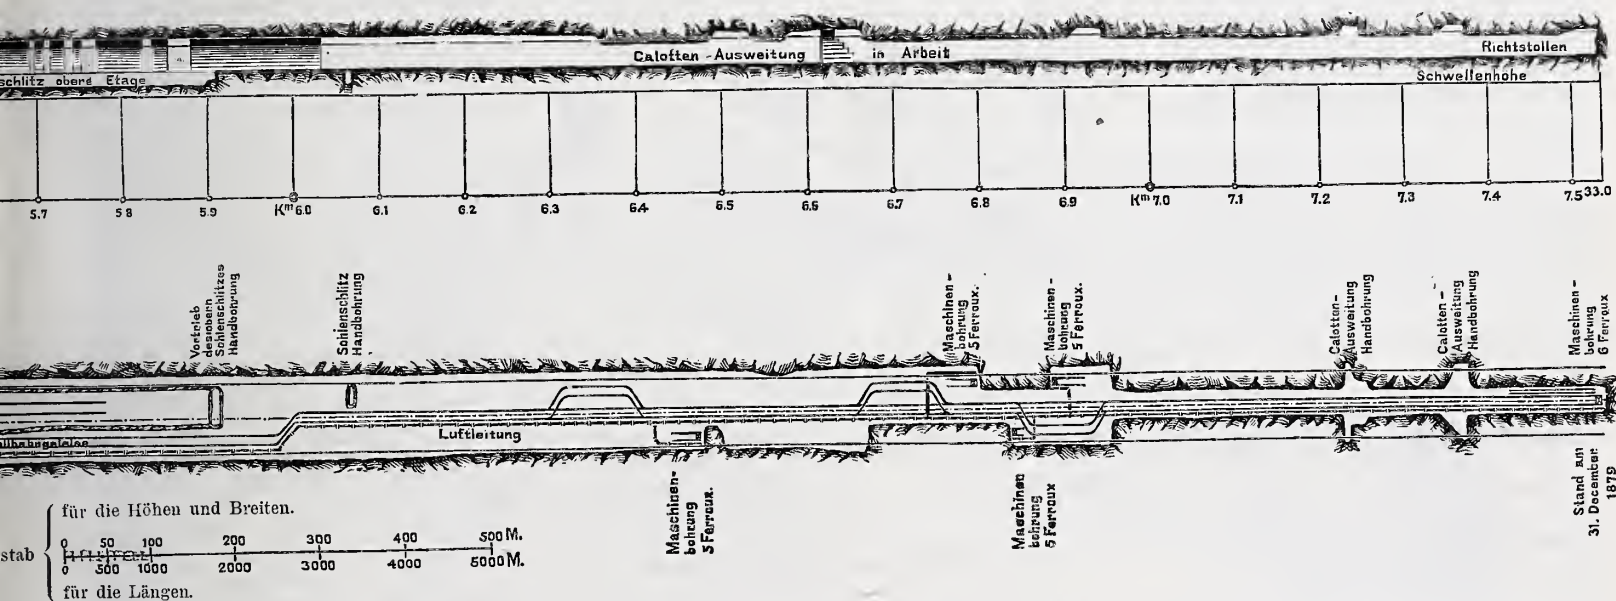 Calotten - Ausweitung in Arbeit
Richtstollen
schlitz obere Etage
Schwellenhöhe
5.7 5 8 5.9 Km 6.0 6.1 6.2 6.3 6.4 6.5 6.6 6.7 6.8 6.9 Km 7.0 7.1 7.2 7.3 7.4 7.5 33.0
Vortrieb
des obern
Sohlenschlitzes
Handbohrung
Sohlenschlitz
Handbohrung
Maschinen-
bohrung
5 Ferroux.
Maschinen-
bohrung
5 Ferroux.
Calotten-
Ausweitung
Handbohrung
Calotten-
Ausweitung
Handbohrung
Maschinen-
bohrung
6 Ferroux
Luftleitung
Maschinen-
bohrung
5 Ferroux.
Maschinen
bohrung
5 Ferroux
Stand am
31. December
1879
für die Höhen und Breiten.
0 50 100 200 300 400 500 M.
stab
0 500 1000 2000 3000 4000 5000 M.
für die Längen.